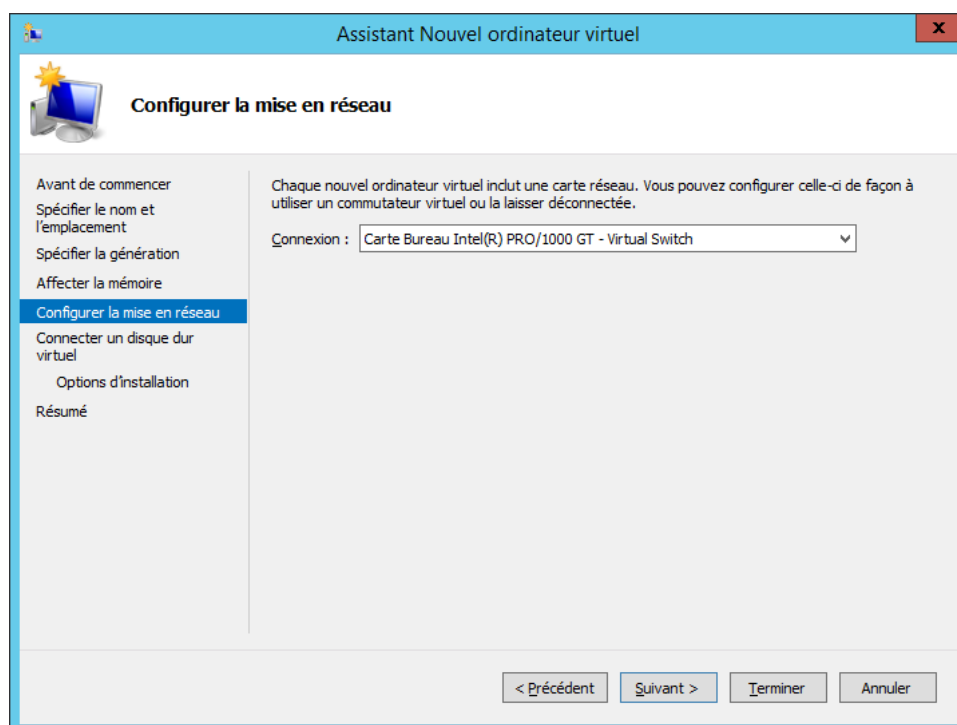 Assistant Nouvel ordinateur virtuel
x
Configurer la mise en réseau
Avant de commencer
Spécifier le nom et
l'emplacement
Spécifier la génération
Affecter la mémoire
Configurer la mise en réseau
Connecter un disque dur
virtuel
Options d'installation
Résumé
Chaque nouvel ordinateur virtuel inclut une carte réseau. Vous pouvez configurer celle-ci de façon à
utiliser un commutateur virtuel ou la laisser déconnectée.
Connexion : Carte Bureau Intel(R) PRO/1000 GT - Virtual Switch
< Précédent Suivant > Terminer Annuler